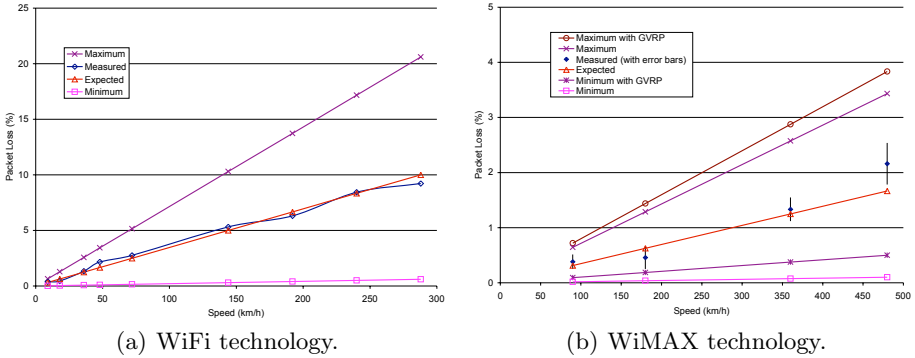 25
20
15
10
5
0
Packet Loss (%)
Maximum
Measured
Expected
Minimum
0 50 100 150 200 250 300
Speed (km/h)
(a) WiFi technology.
5
4
3
2
1
0
Packet Loss (%)
Maximum with GVRP
Maximum
Measured (with error bars)
Expected
Minimum with GVRP
Minimum
0 50 100 150 200 250 300 350 400 450 500
Speed (km/h)
(b) WiMAX technology.